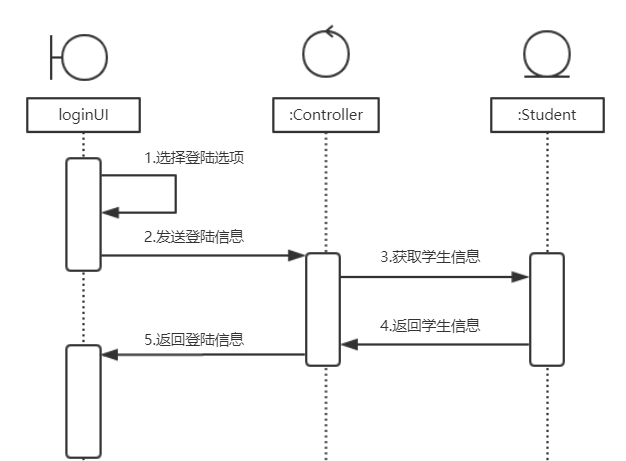 loginUI
:Controller
:Student
1.选择登陆选项
2.发送登陆信息
3.获取学生信息
4.返回学生信息
5.返回登陆信息